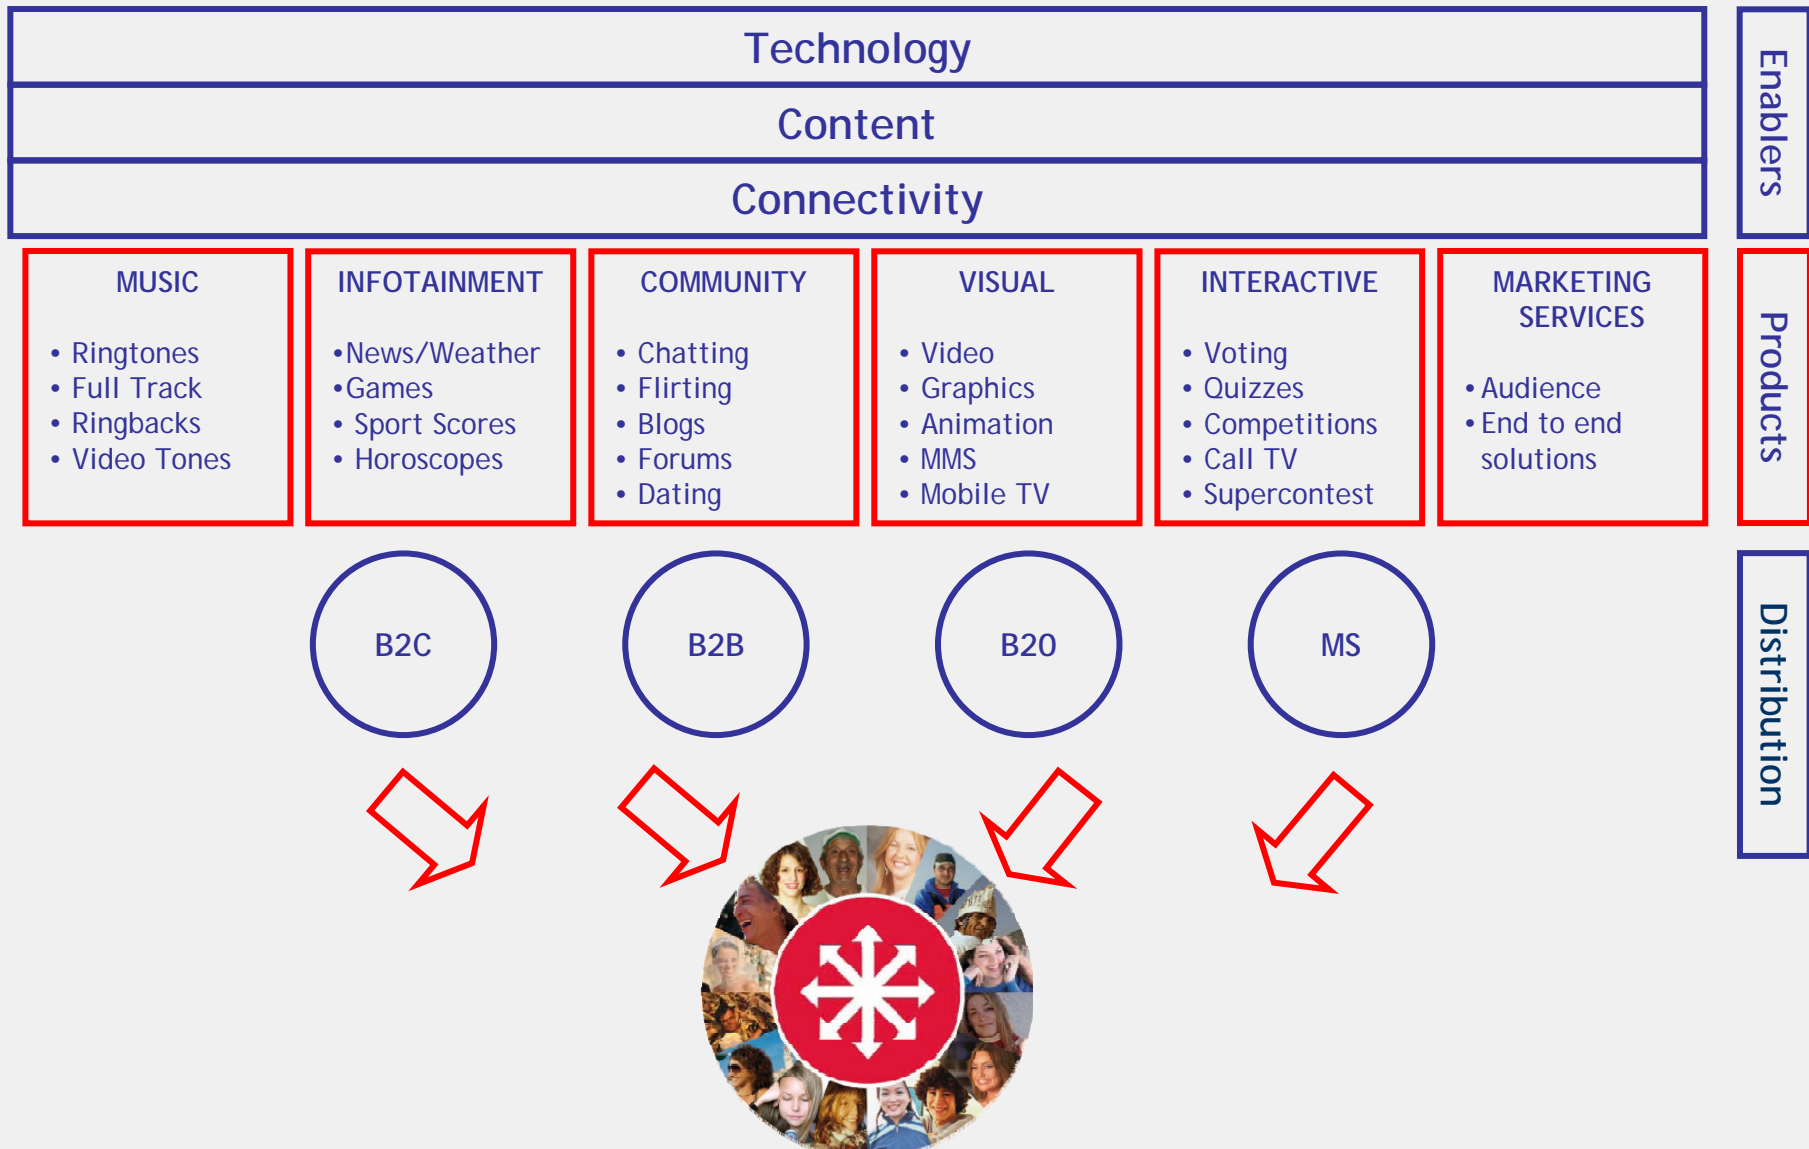 Technology
Content
Connectivity
Enablers
MUSIC
• Ringtones
• Full Track
• Ringbacks
• Video Tones
INFOTAINMENT
•News/Weather
•Games
• Sport Scores
• Horoscopes
COMMUNITY
• Chatting
• Flirting
• Blogs
• Forums
• Dating
VISUAL
• Video
• Graphics
• Animation
• MMS
• Mobile TV
INTERACTIVE
• Voting
• Quizzes
• Competitions
• Call TV
• Supercontest
MARKETING
SERVICES
• Audience
• End to end
solutions
Products
B2C
B2B
B2O
MS
Distribution